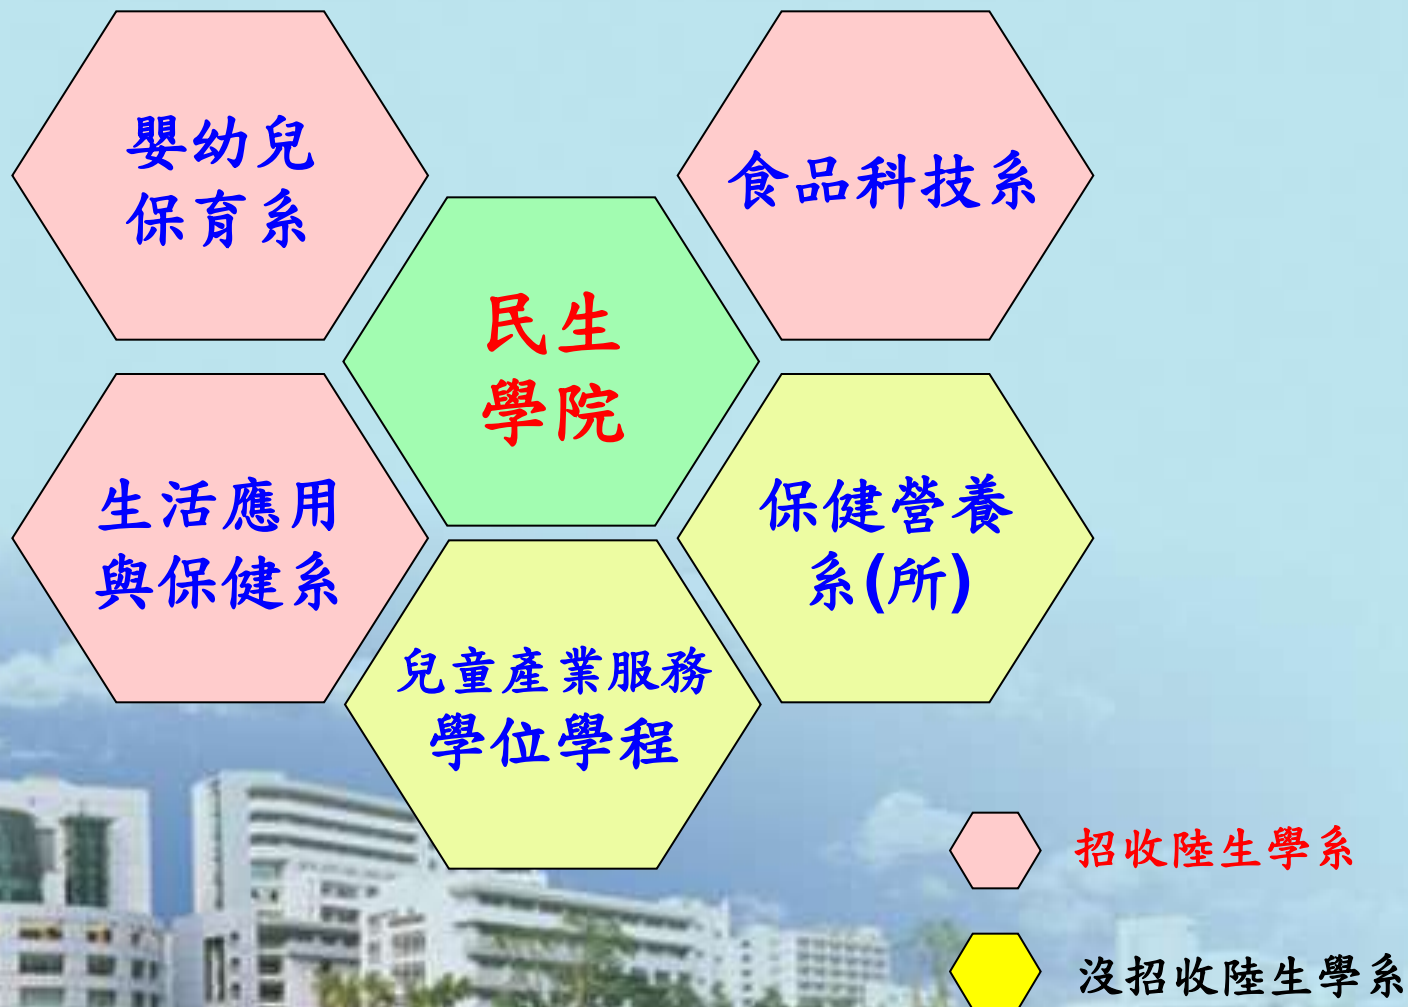 嬰幼兒
保育系
食品科技系
民生
學院
生活應用
與保健系
保健營養
系(所)
兒童產業服務
學位學程
招收陸生學系
沒招收陸生學系